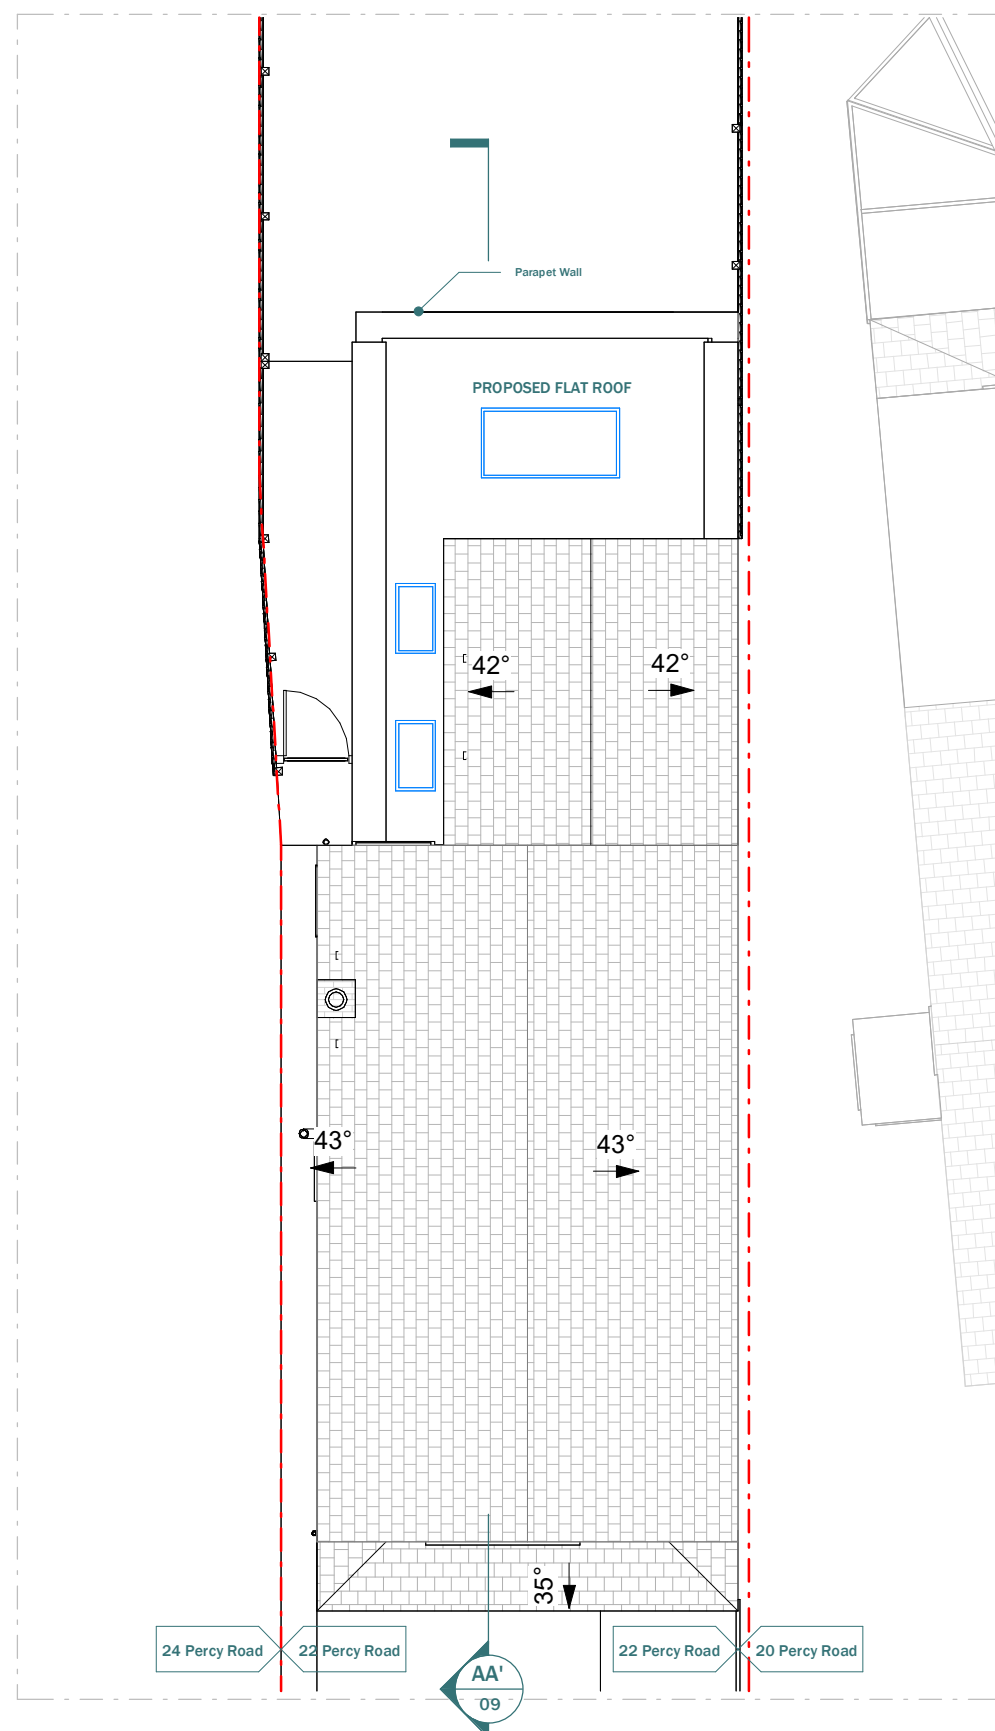 Parapet Wall
PROPOSED FLAT ROOF
42°
42°
43°
43°
35°
24 Percy Road
22 Percy Road
22 Percy Road
20 Percy Road
AA'
09